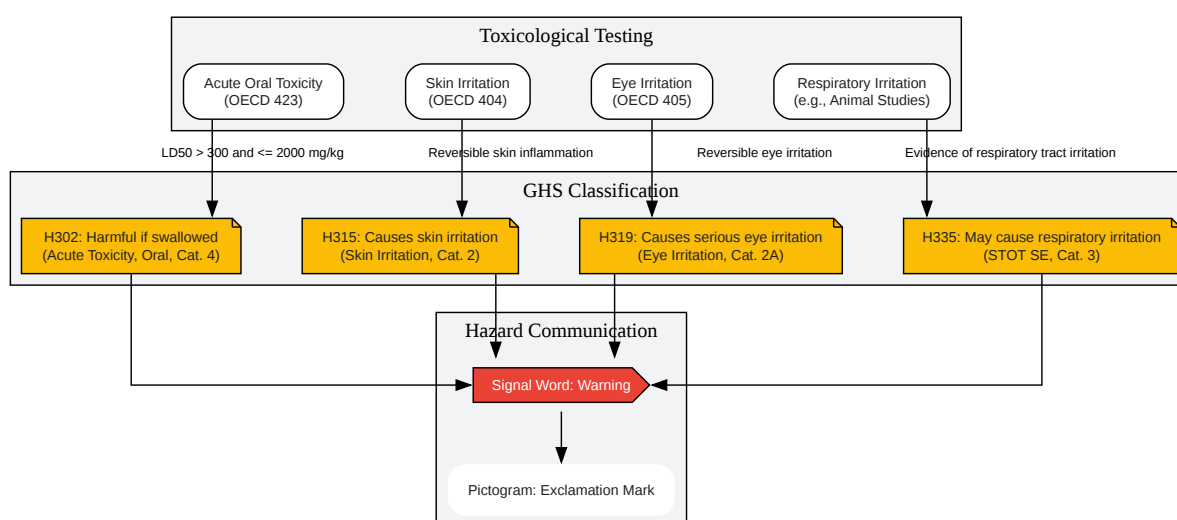 Toxicological Testing
Acute Oral Toxicity
(OECD 423)
Skin Irritation
(OECD 404)
Eye Irritation
(OECD 405)
Respiratory Irritation
(e.g., Animal Studies)
LD50 > 300 and <= 2000 mg/kg
Reversible skin inflammation
Reversible eye irritation
Evidence of respiratory tract irritation
GHS Classification
H302: Harmful if swallowed
(Acute Toxicity, Oral, Cat. 4)
H315: Causes skin irritation
(Skin Irritation, Cat. 2)
H319: Causes serious eye irritation
(Eye Irritation, Cat. 2A)
H335: May cause respiratory irritation
(STOT SE, Cat. 3)
Hazard Communication
Signal Word: Warning
Pictogram: Exclamation Mark